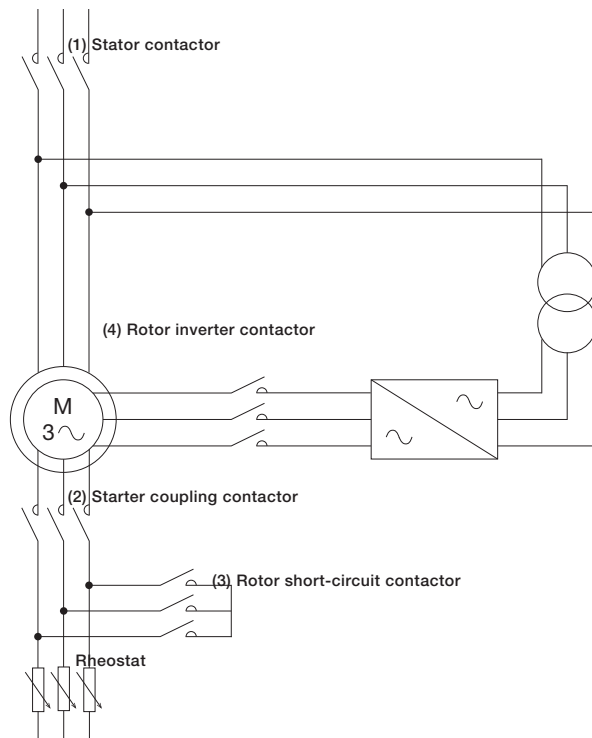 (1) Stator contactor
(4) Rotor inverter contactor
M
3
(2) Starter coupling contactor
(3) Rotor short-circuit contactor
Rheostat